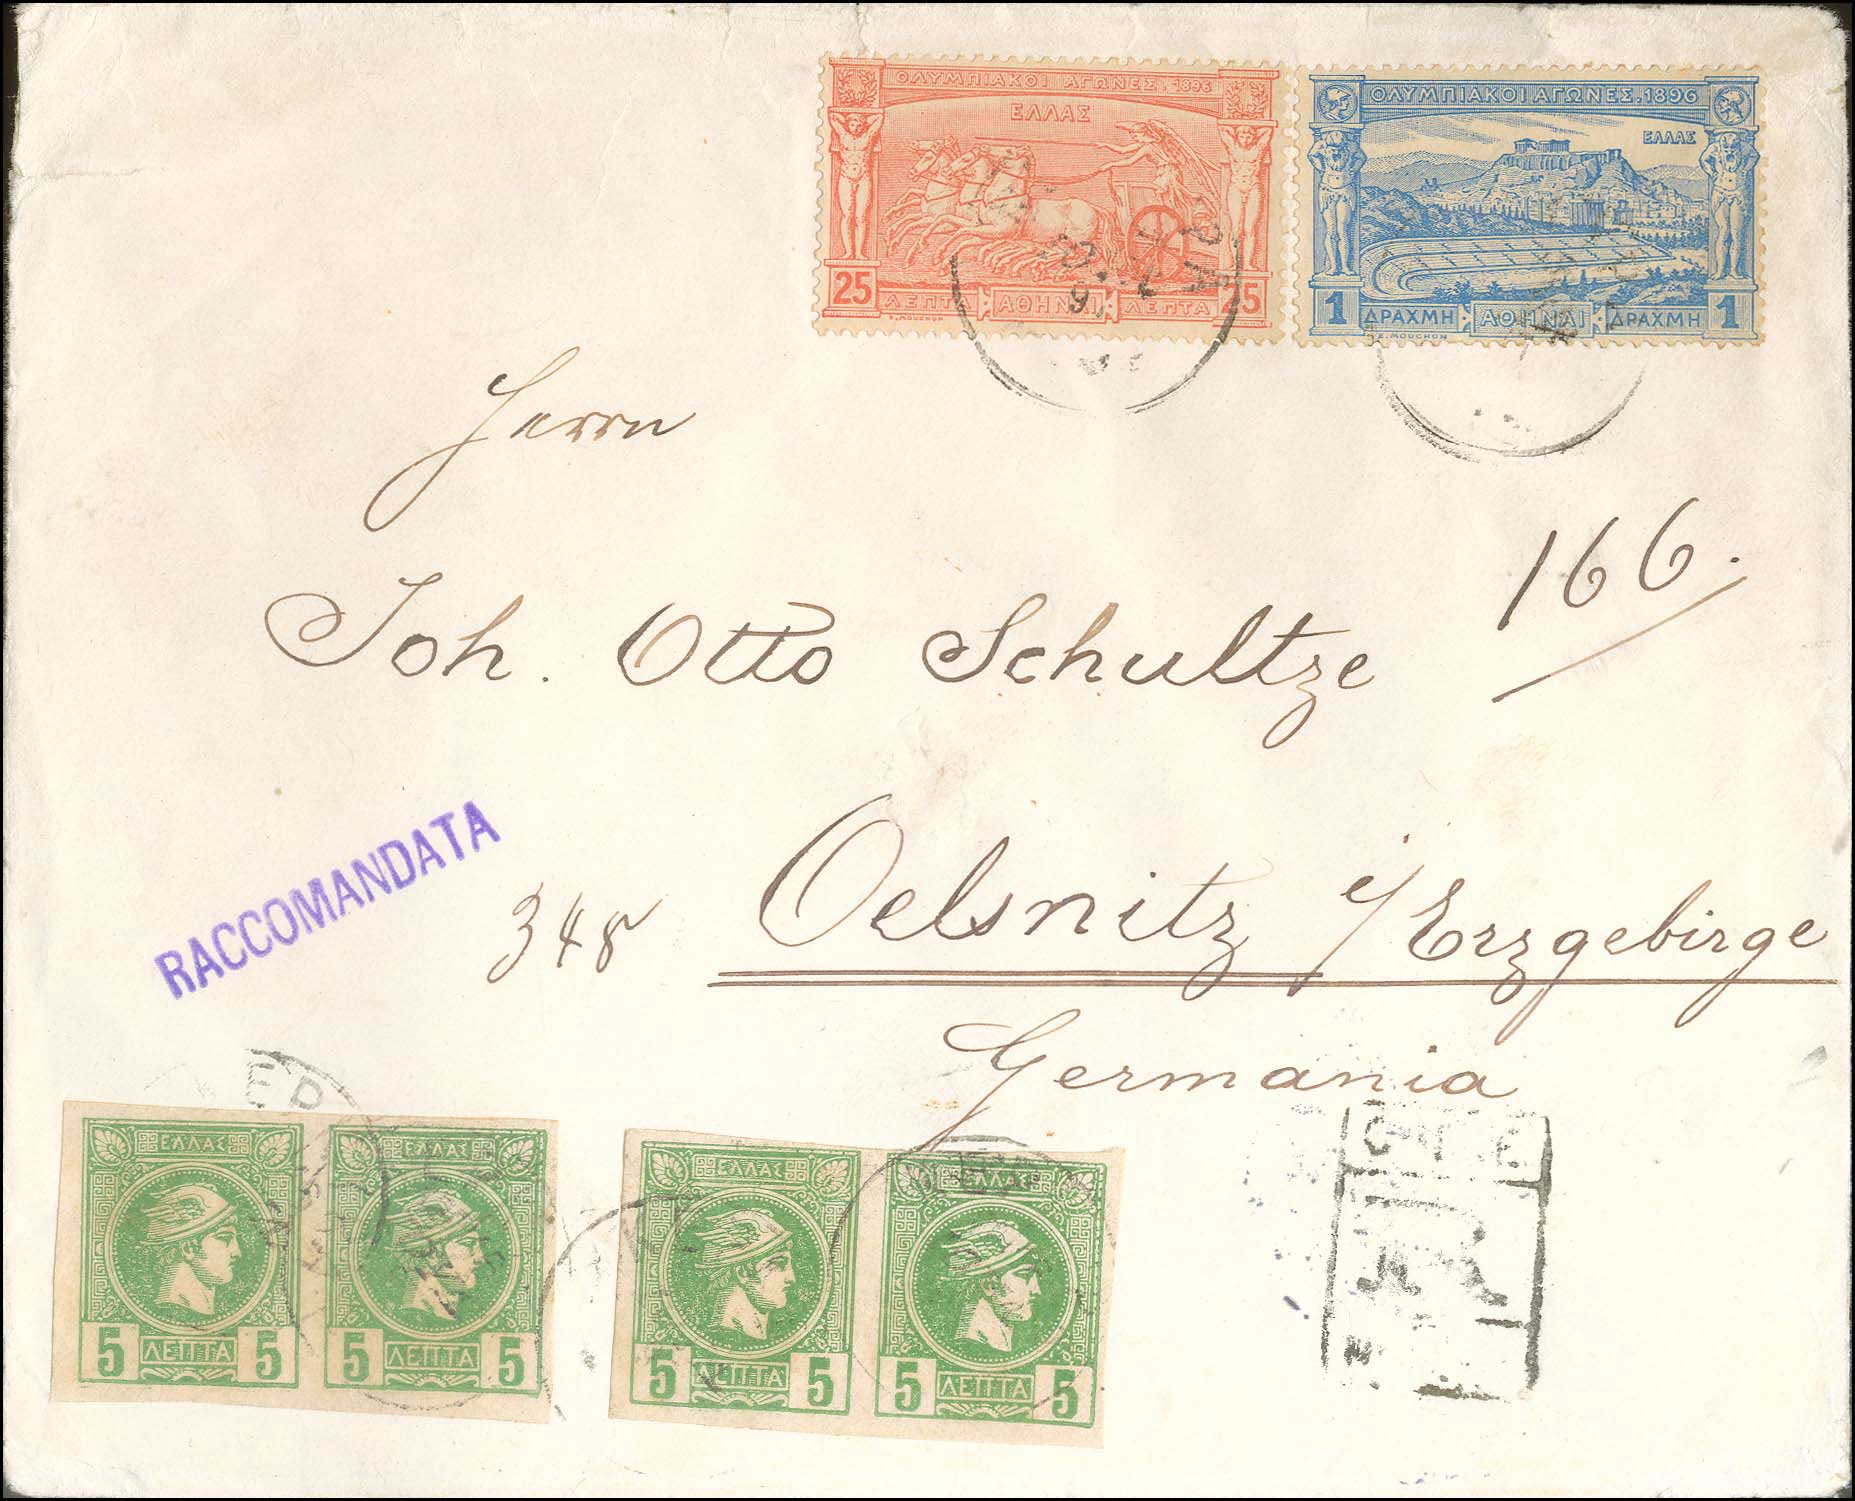 ΟΛΥΜΠΙΑΚΟΙ ΑΓΩΝΕΣ. 1896
ΕΛΛΑΣ
25 ΛΕΠΤΑ ΑΘΗΝΑΙ ΛΕΠΤΑ 25
E. MOUCHON
ΟΛΥΜΠΙΑΚΟΙ ΑΓΩΝΕΣ. 1896
ΕΛΛΑΣ
1 ΔΡΑΧΜΗ ΑΘΗΝΑΙ ΔΡΑΧΜΗ 1
E. MOUCHON
Herrn
166.
Joh. Otto Schultze
RACCOMANDATA
348
Oelsnitz i/Erzgebirge
Germania
ΕΛΛΑΣ
5 ΛΕΠΤΑ 5
ΕΛΛΑΣ
5 ΛΕΠΤΑ 5
ΕΛΛΑΣ
5 ΛΕΠΤΑ 5
ΕΛΛΑΣ
5 ΛΕΠΤΑ 5